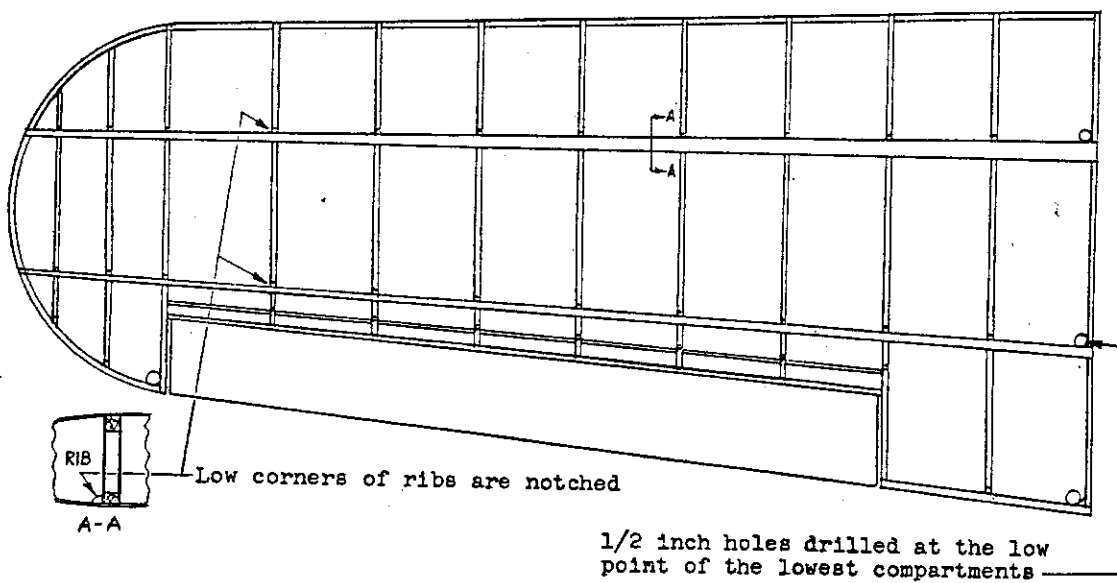 A
A
RIB
A-A
Low corners of ribs are notched
1/2 inch holes drilled at the low
point of the lowest compartments